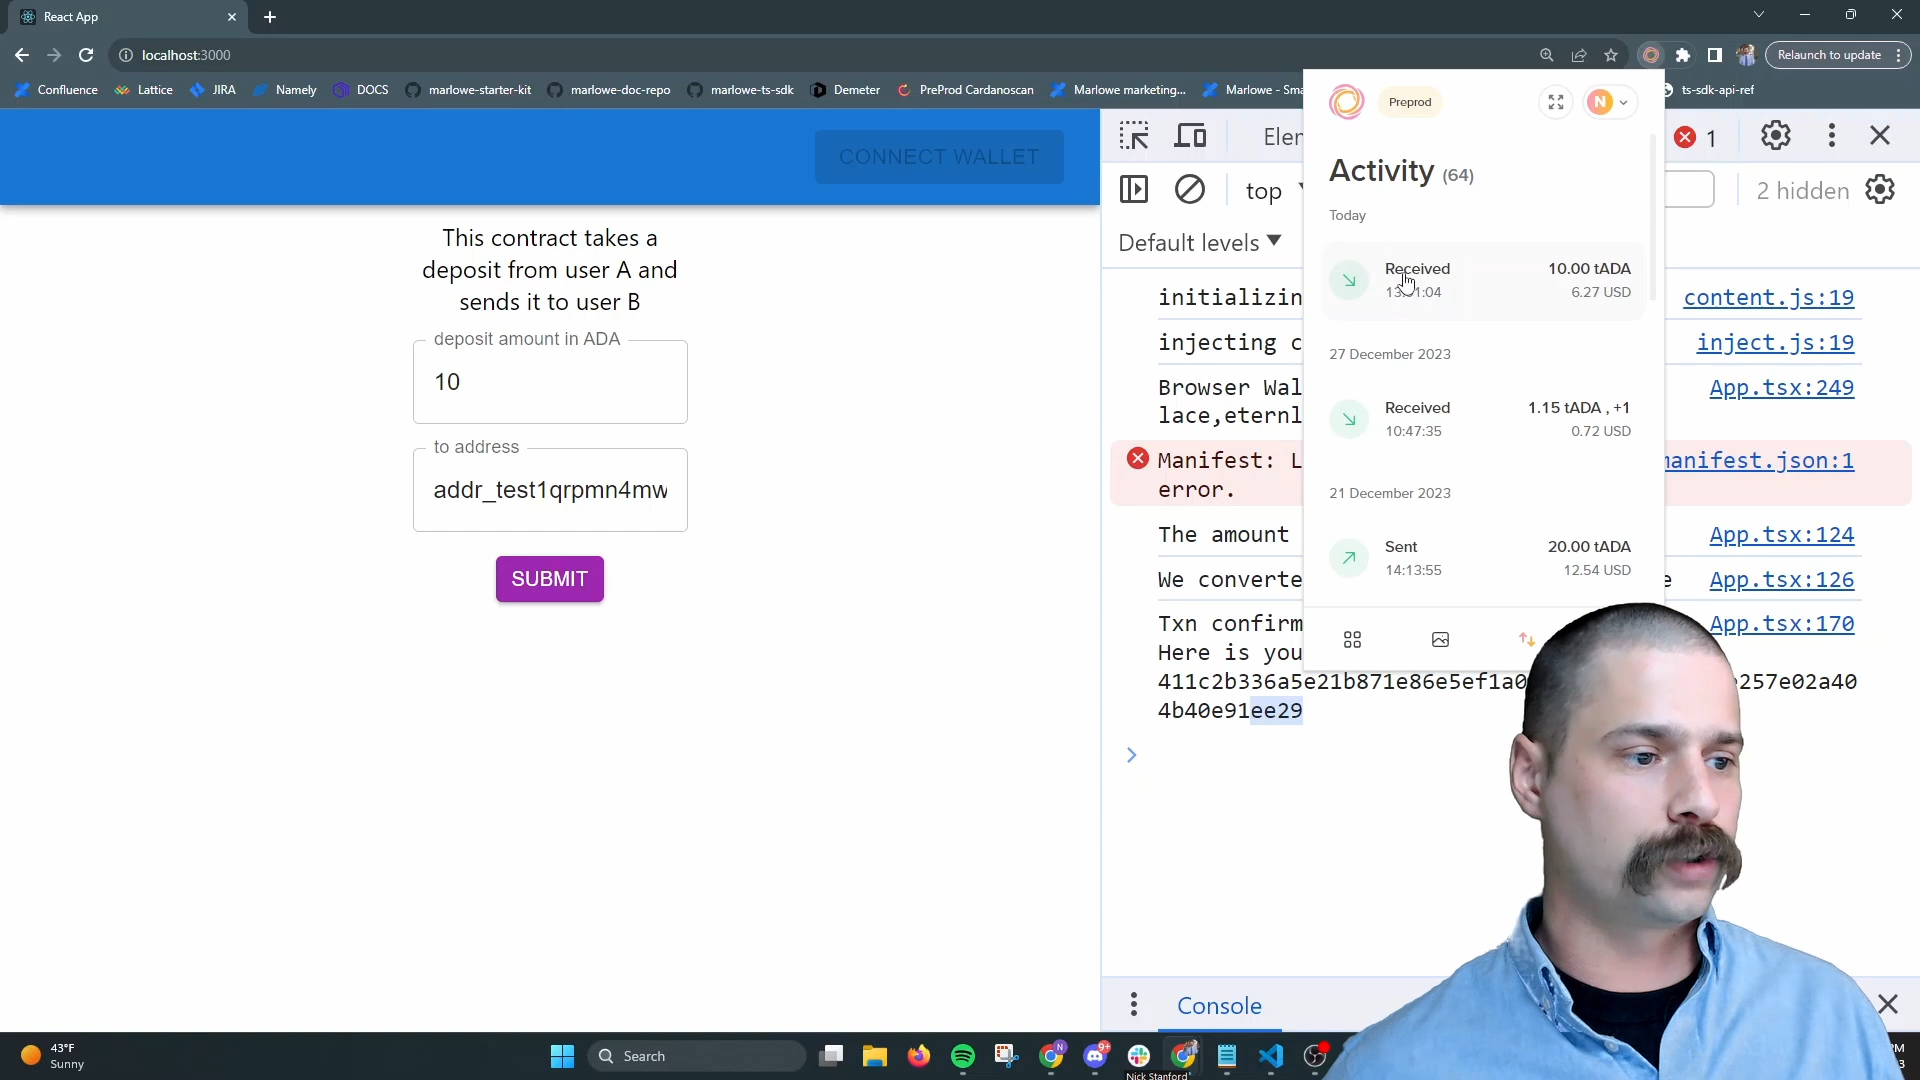 React App
localhost:3000
Relaunch to update
Confluence
Lattice
JIRA
Namely
DOCS
marlowe-starter-kit
marlowe-doc-repo
marlowe-ts-sdk
Demeter
PreProd Cardanoscan
Marlowe marketing...
Marlowe - Sma
ts-sdk-api-ref
CONNECT WALLET
This contract takes a
deposit from user A and
sends it to user B
deposit amount in ADA
10
to address
addr_test1qrpmn4mw
SUBMIT
Preprod
N
Activity (64)
Today
Received 10.00 tADA
6.27 USD
27 December 2023
Received 1.15 tADA , +1
10:47:35 0.72 USD
21 December 2023
Sent 20.00 tADA
14:13:55 12.54 USD
Eler
1
top
2 hidden
Default levels
initializin content.js:19
injecting c inject.js:19
Browser Wal App.tsx:249
lace,eternl
Manifest: L manifest.json:1
error.
The amount App.tsx:124
We converte e App.tsx:126
Txn confirm App.tsx:170
Here is you
411c2b336a5e21b871e86e5ef1a0 257e02a40
4b40e91ee29
Console
43°F
Sunny
Search
9+
Nick Stanford'
PM
3